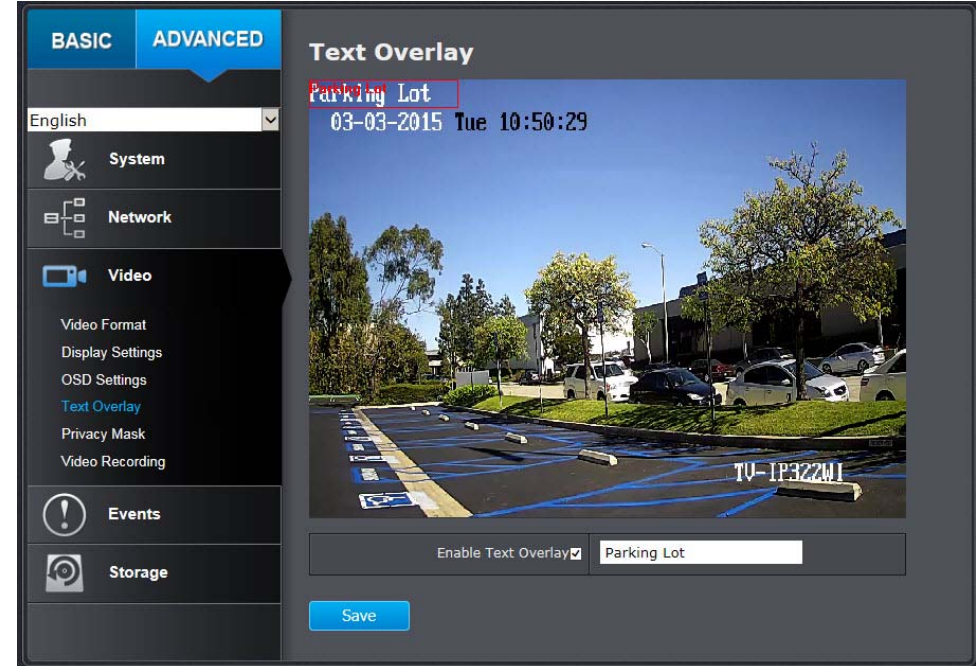 BASIC ADVANCED
English
System
Network
Video
Video Format
Display Settings
OSD Settings
Text Overlay
Privacy Mask
Video Recording
Events
Storage
Text Overlay
Parking Lot
Parking Lot
03-03-2015 Tue 10:50:29
TV-IP322WI
Enable Text Overlay Parking Lot
Save